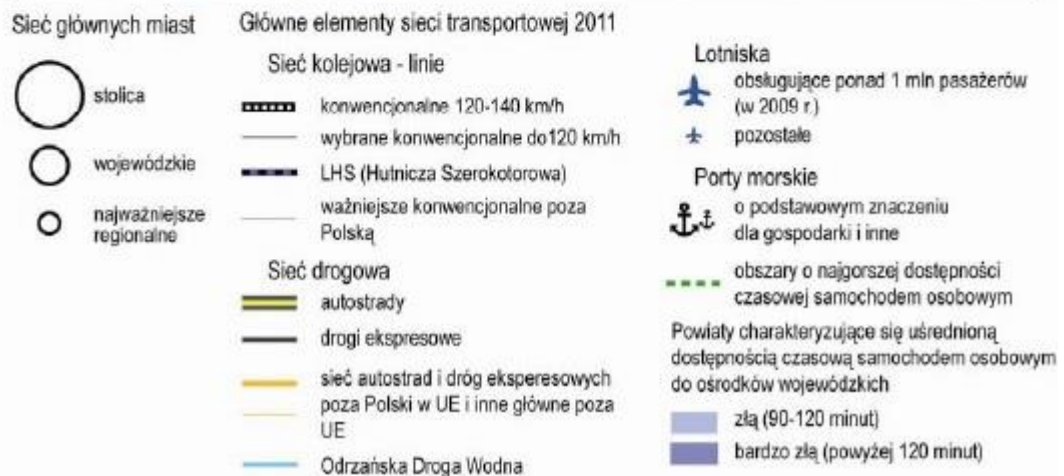 Sieć głównych miast
stolica
wojewódzkie
najważniejsze
regionalne
Główne elementy sieci transportowej 2011
Sieć kolejowa - linie
konwencjonalne 120-140 km/h
wybrane konwencjonalne do120 km/h
LHS (Hutnicza Szerokotorowa)
ważniejsze konwencjonalne poza
Polską
Sieć drogowa
autostrady
drogi ekspresowe
sieć autostrad i dróg eksperesowych
poza Polski w UE i inne główne poza
UE
Odrzańska Droga Wodna
Lotniska
obsługujące ponad 1 mln pasażerów
(w 2009 r.)
pozostałe
Porty morskie
o podstawowym znaczeniu
dla gospodarki i inne
obszary o najgorszej dostępności
czasowej samochodem osobowym
Powiaty charakteryzujące się uśrednioną
dostępnością czasową samochodem osobowym
do ośrodków wojewódzkich
złą (90-120 minut)
bardzo złą (powyżej 120 minut)